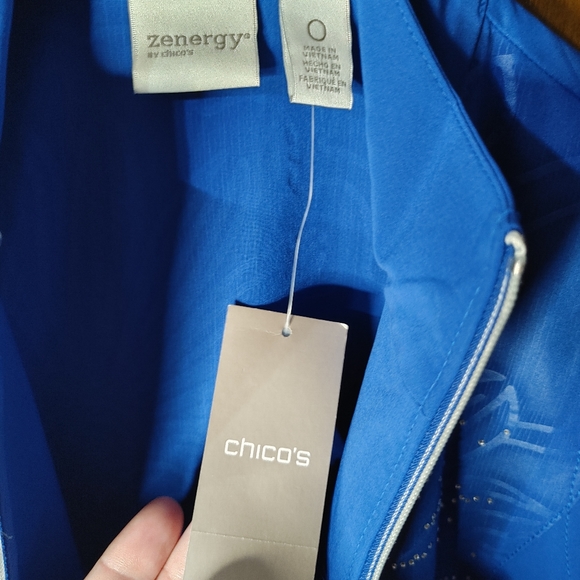 zenergy®
BY chico's
0
MADE IN
VIETNAM
HECHO EN
VIETNAM
FABRIQUÉ EN
VIETNAM
chico's